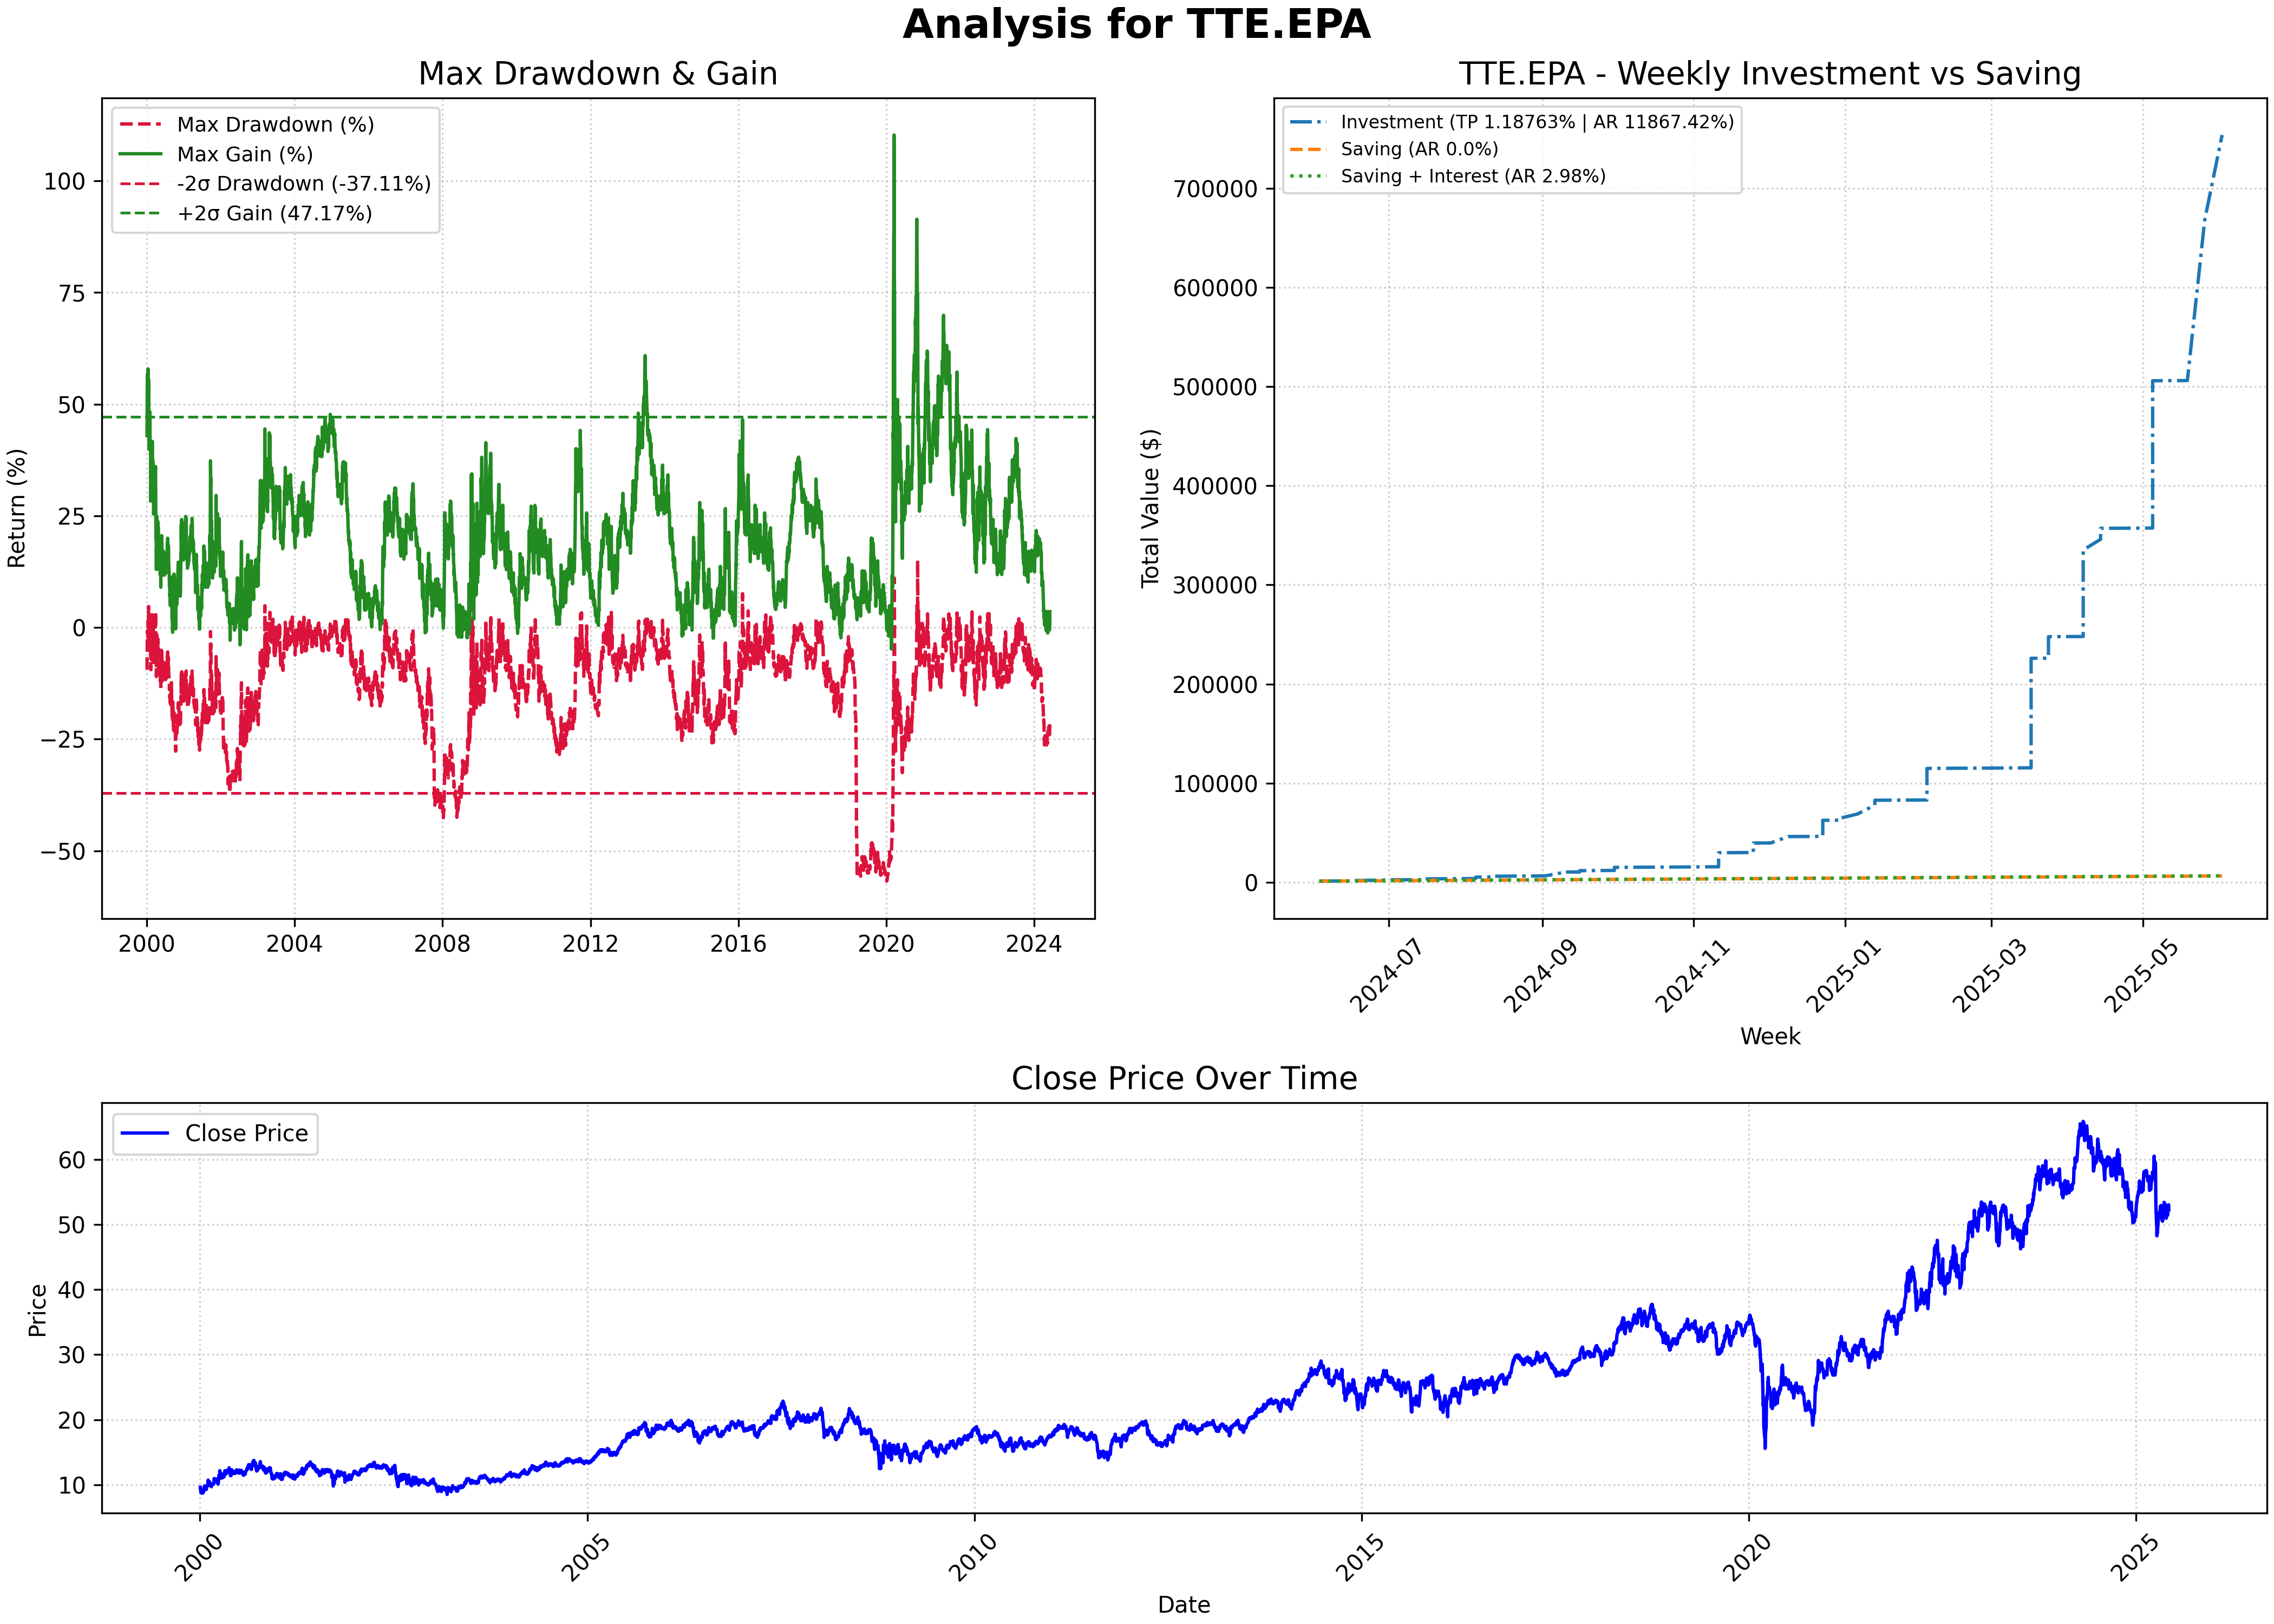 Analysis for TTE.EPA
Max Drawdown & Gain
Max Drawdown (%)
Max Gain (%)
-2σ Drawdown (-37.11%)
+2σ Gain (47.17%)
Return (%)
100
75
50
25
0
−25
−50
2000 2004 2008 2012 2016 2020 2024
TTE.EPA - Weekly Investment vs Saving
Investment (TP 1.18763% | AR 11867.42%)
Saving (AR 0.0%)
Saving + Interest (AR 2.98%)
Total Value ($)
700000
600000
500000
400000
300000
200000
100000
0
2024-07 2024-09 2024-11 2025-01 2025-03 2025-05
Week
Close Price Over Time
Close Price
Price
60
50
40
30
20
10
2000 2005 2010 2015 2020 2025
Date